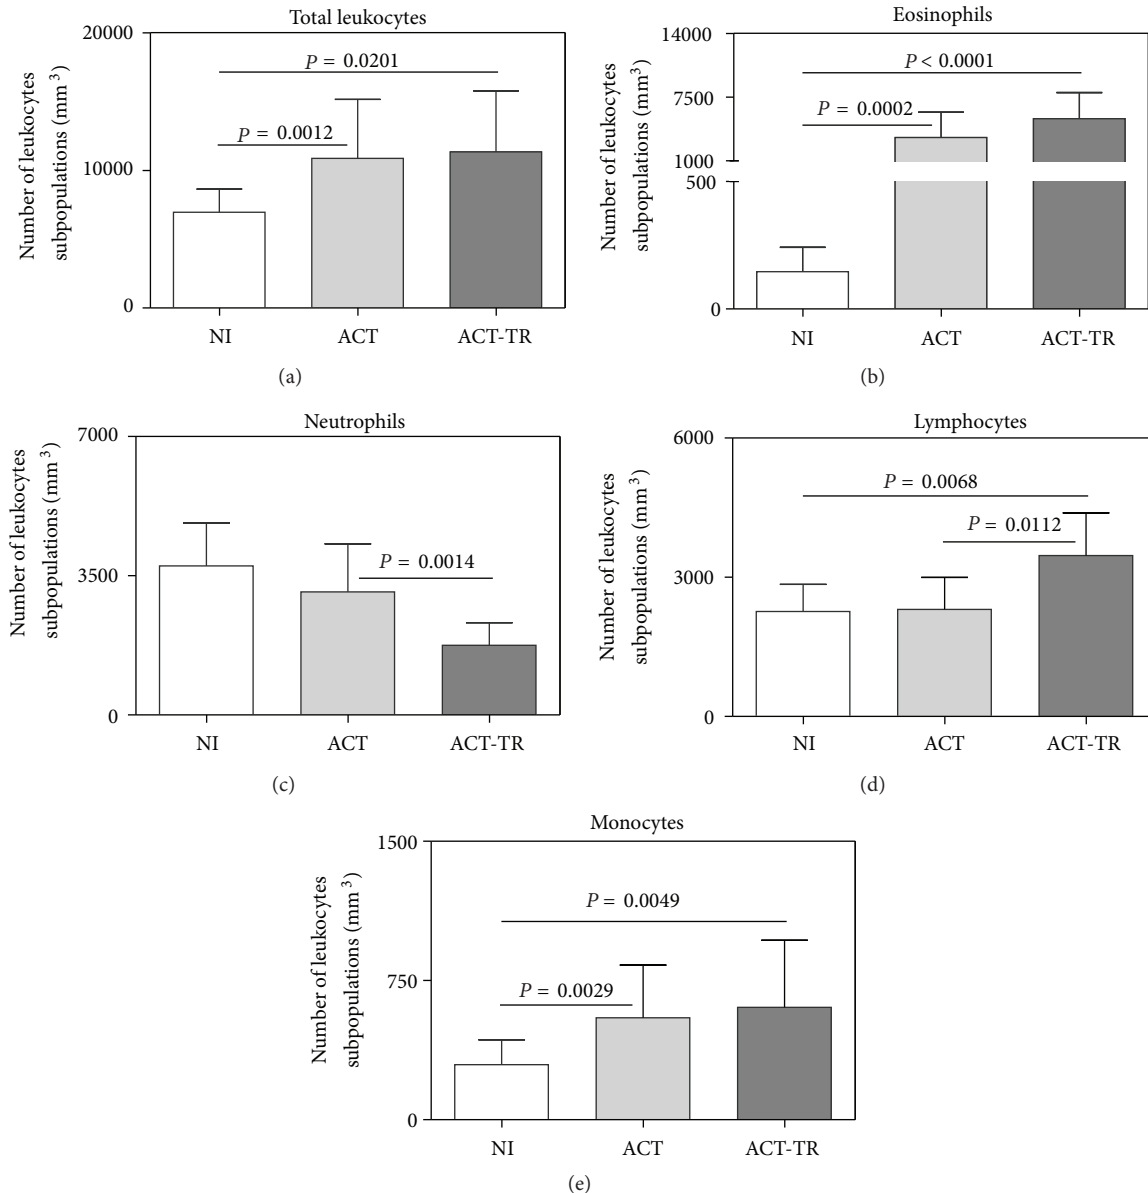 Total leukocytes
Number of leukocytes
subpopulations (mm³)
20000
10000
0
P = 0.0201
P = 0.0012
NI ACT ACT-TR
(a)
Eosinophils
Number of leukocytes
subpopulations (mm³)
14000
7500
1000
500
0
P < 0.0001
P = 0.0002
NI ACT ACT-TR
(b)
Neutrophils
Number of leukocytes
subpopulations (mm³)
7000
3500
0
P = 0.0014
NI ACT ACT-TR
(c)
Lymphocytes
Number of leukocytes
subpopulations (mm³)
6000
3000
0
P = 0.0068
P = 0.0112
NI ACT ACT-TR
(d)
Monocytes
Number of leukocytes
subpopulations (mm³)
1500
750
0
P = 0.0049
P = 0.0029
NI ACT ACT-TR
(e)